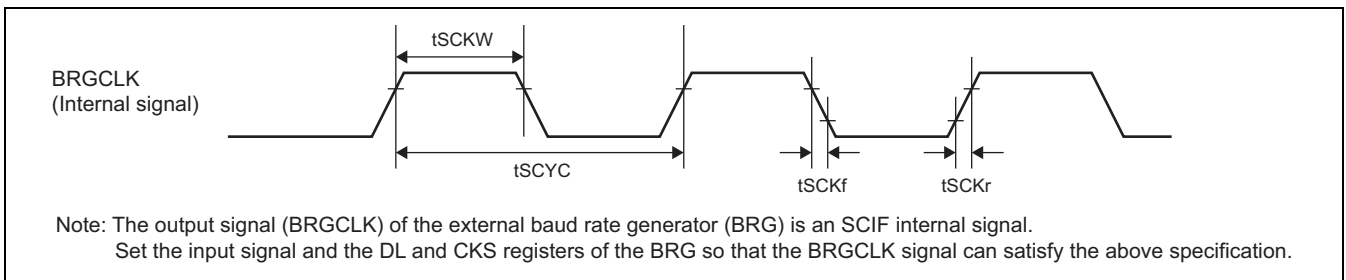 tSCKW
BRGCLK
(Internal signal)
tSCYC
tSCKf
tSCKr
Note: The output signal (BRGCLK) of the external baud rate generator (BRG) is an SCIF internal signal.
Set the input signal and the DL and CKS registers of the BRG so that the BRGCLK signal can satisfy the above specification.